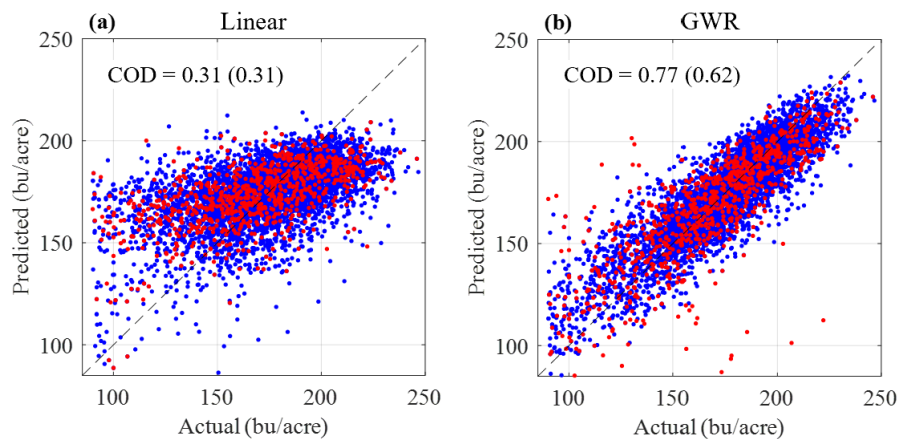 (a) Linear
250
200
150
100
COD = 0.31 (0.31)
100 150 200 250
Predicted (bu/acre)
Actual (bu/acre)
(b) GWR
250
200
150
100
COD = 0.77 (0.62)
100 150 200 250
Predicted (bu/acre)
Actual (bu/acre)